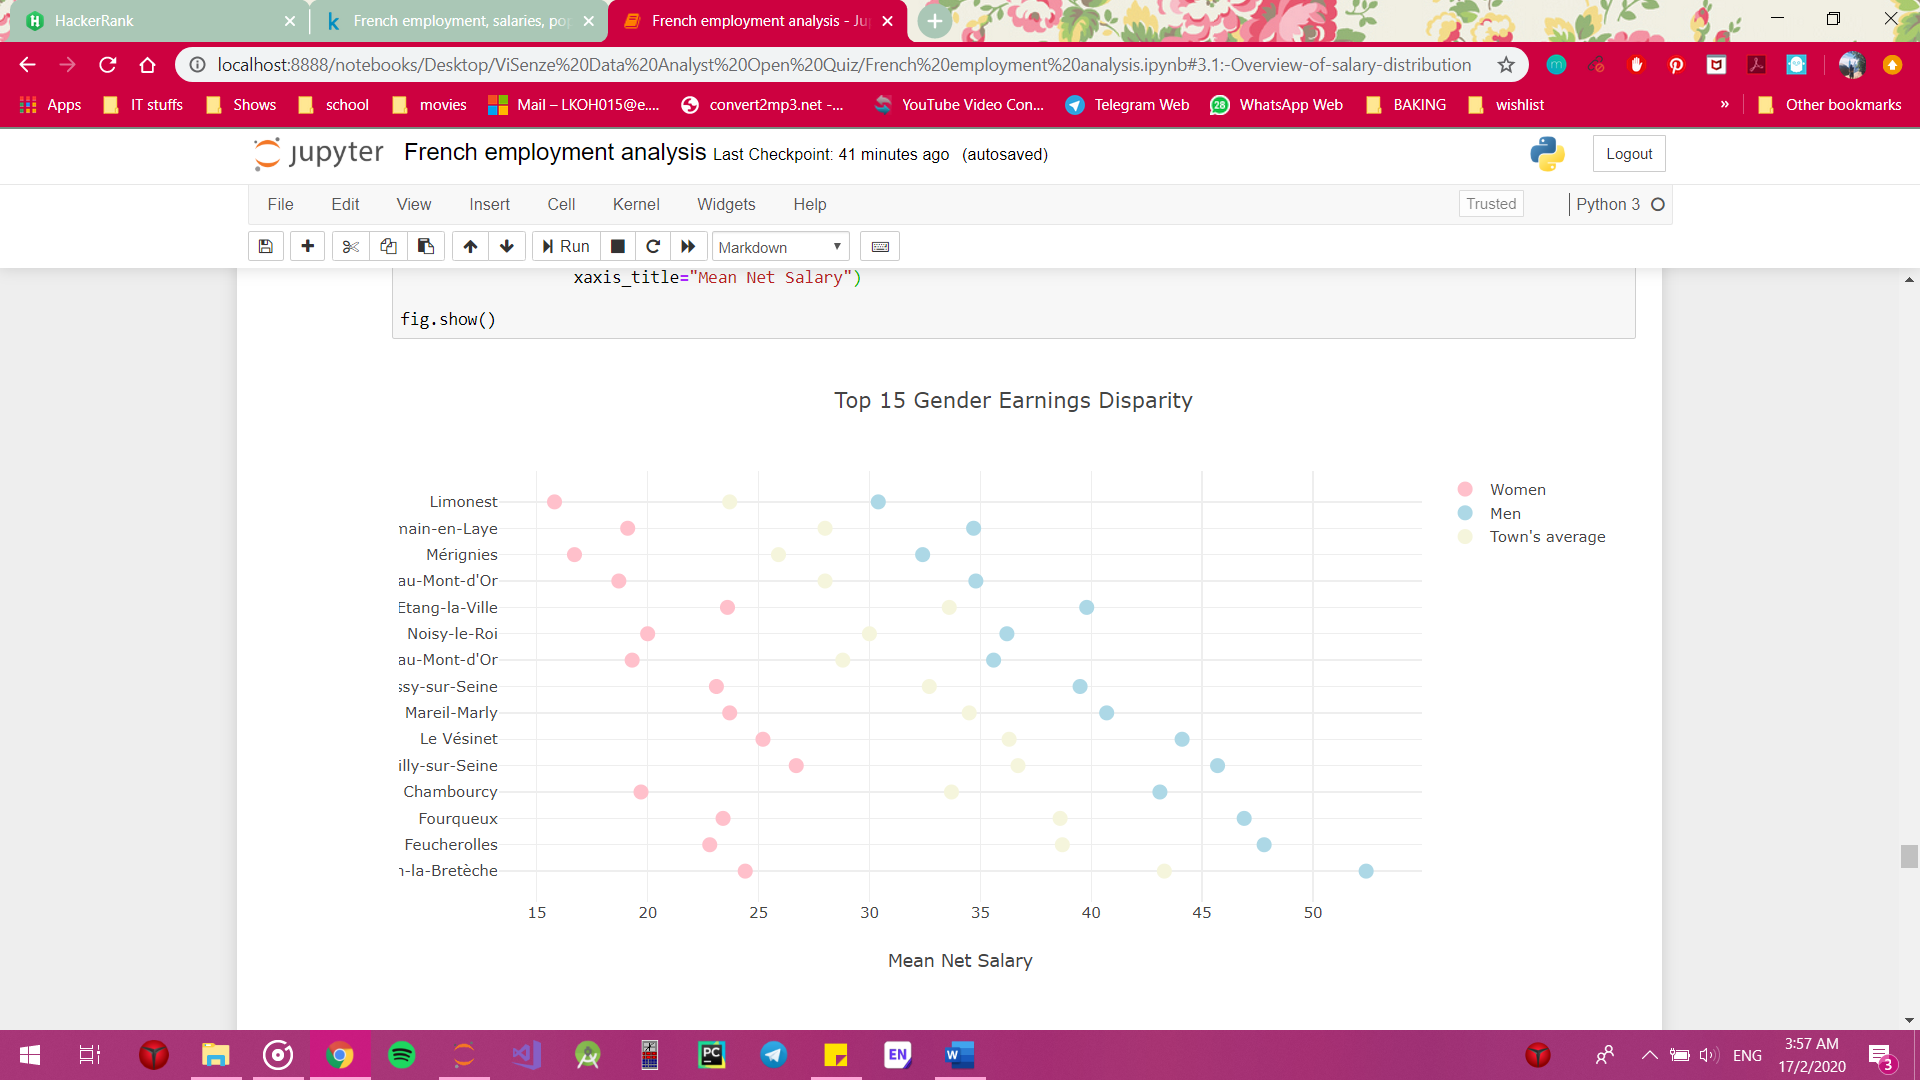 HackerRank
French employment, salaries, pop
French employment analysis - Ju
localhost:8888/notebooks/Desktop/ViSenze%20Data%20Analyst%20Open%20Quiz/French%20employment%20analysis.ipynb#3.1:-Overview-of-salary-distribution
Apps
IT stuffs
Shows
school
movies
Mail – LKOH015@e....
convert2mp3.net -...
YouTube Video Con...
Telegram Web
28
WhatsApp Web
BAKING
wishlist
»
Other bookmarks
jupyter
French employment analysis Last Checkpoint: 41 minutes ago (autosaved)
Logout
File
Edit
View
Insert
Cell
Kernel
Widgets
Help
Trusted
Python 3
Run
Markdown
xaxis_title="Mean Net Salary")
fig.show()
Top 15 Gender Earnings Disparity
Women
Men
Town's average
Limonest
main-en-Laye
Mérignies
au-Mont-d'Or
Etang-la-Ville
Noisy-le-Roi
au-Mont-d'Or
ssy-sur-Seine
Mareil-Marly
Le Vésinet
illy-sur-Seine
Chambourcy
Fourqueux
Feucherolles
n-la-Bretèche
15
20
25
30
35
40
45
50
Mean Net Salary
PC
EN
W
ENG
3:57 AM
17/2/2020
3